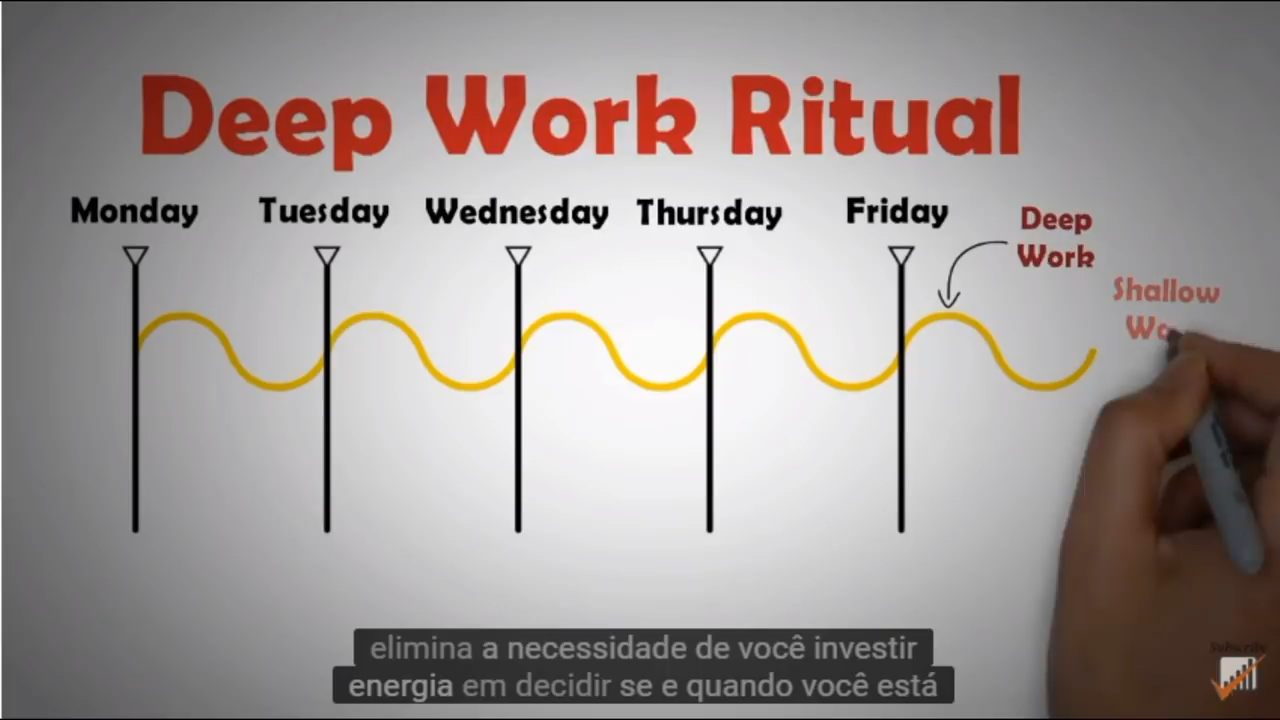 Deep Work Ritual
Monday Tuesday Wednesday Thursday Friday
Deep
Work
Shallow
elimina a necessidade de você investir
energia em decidir se e quando você está
Subscribe